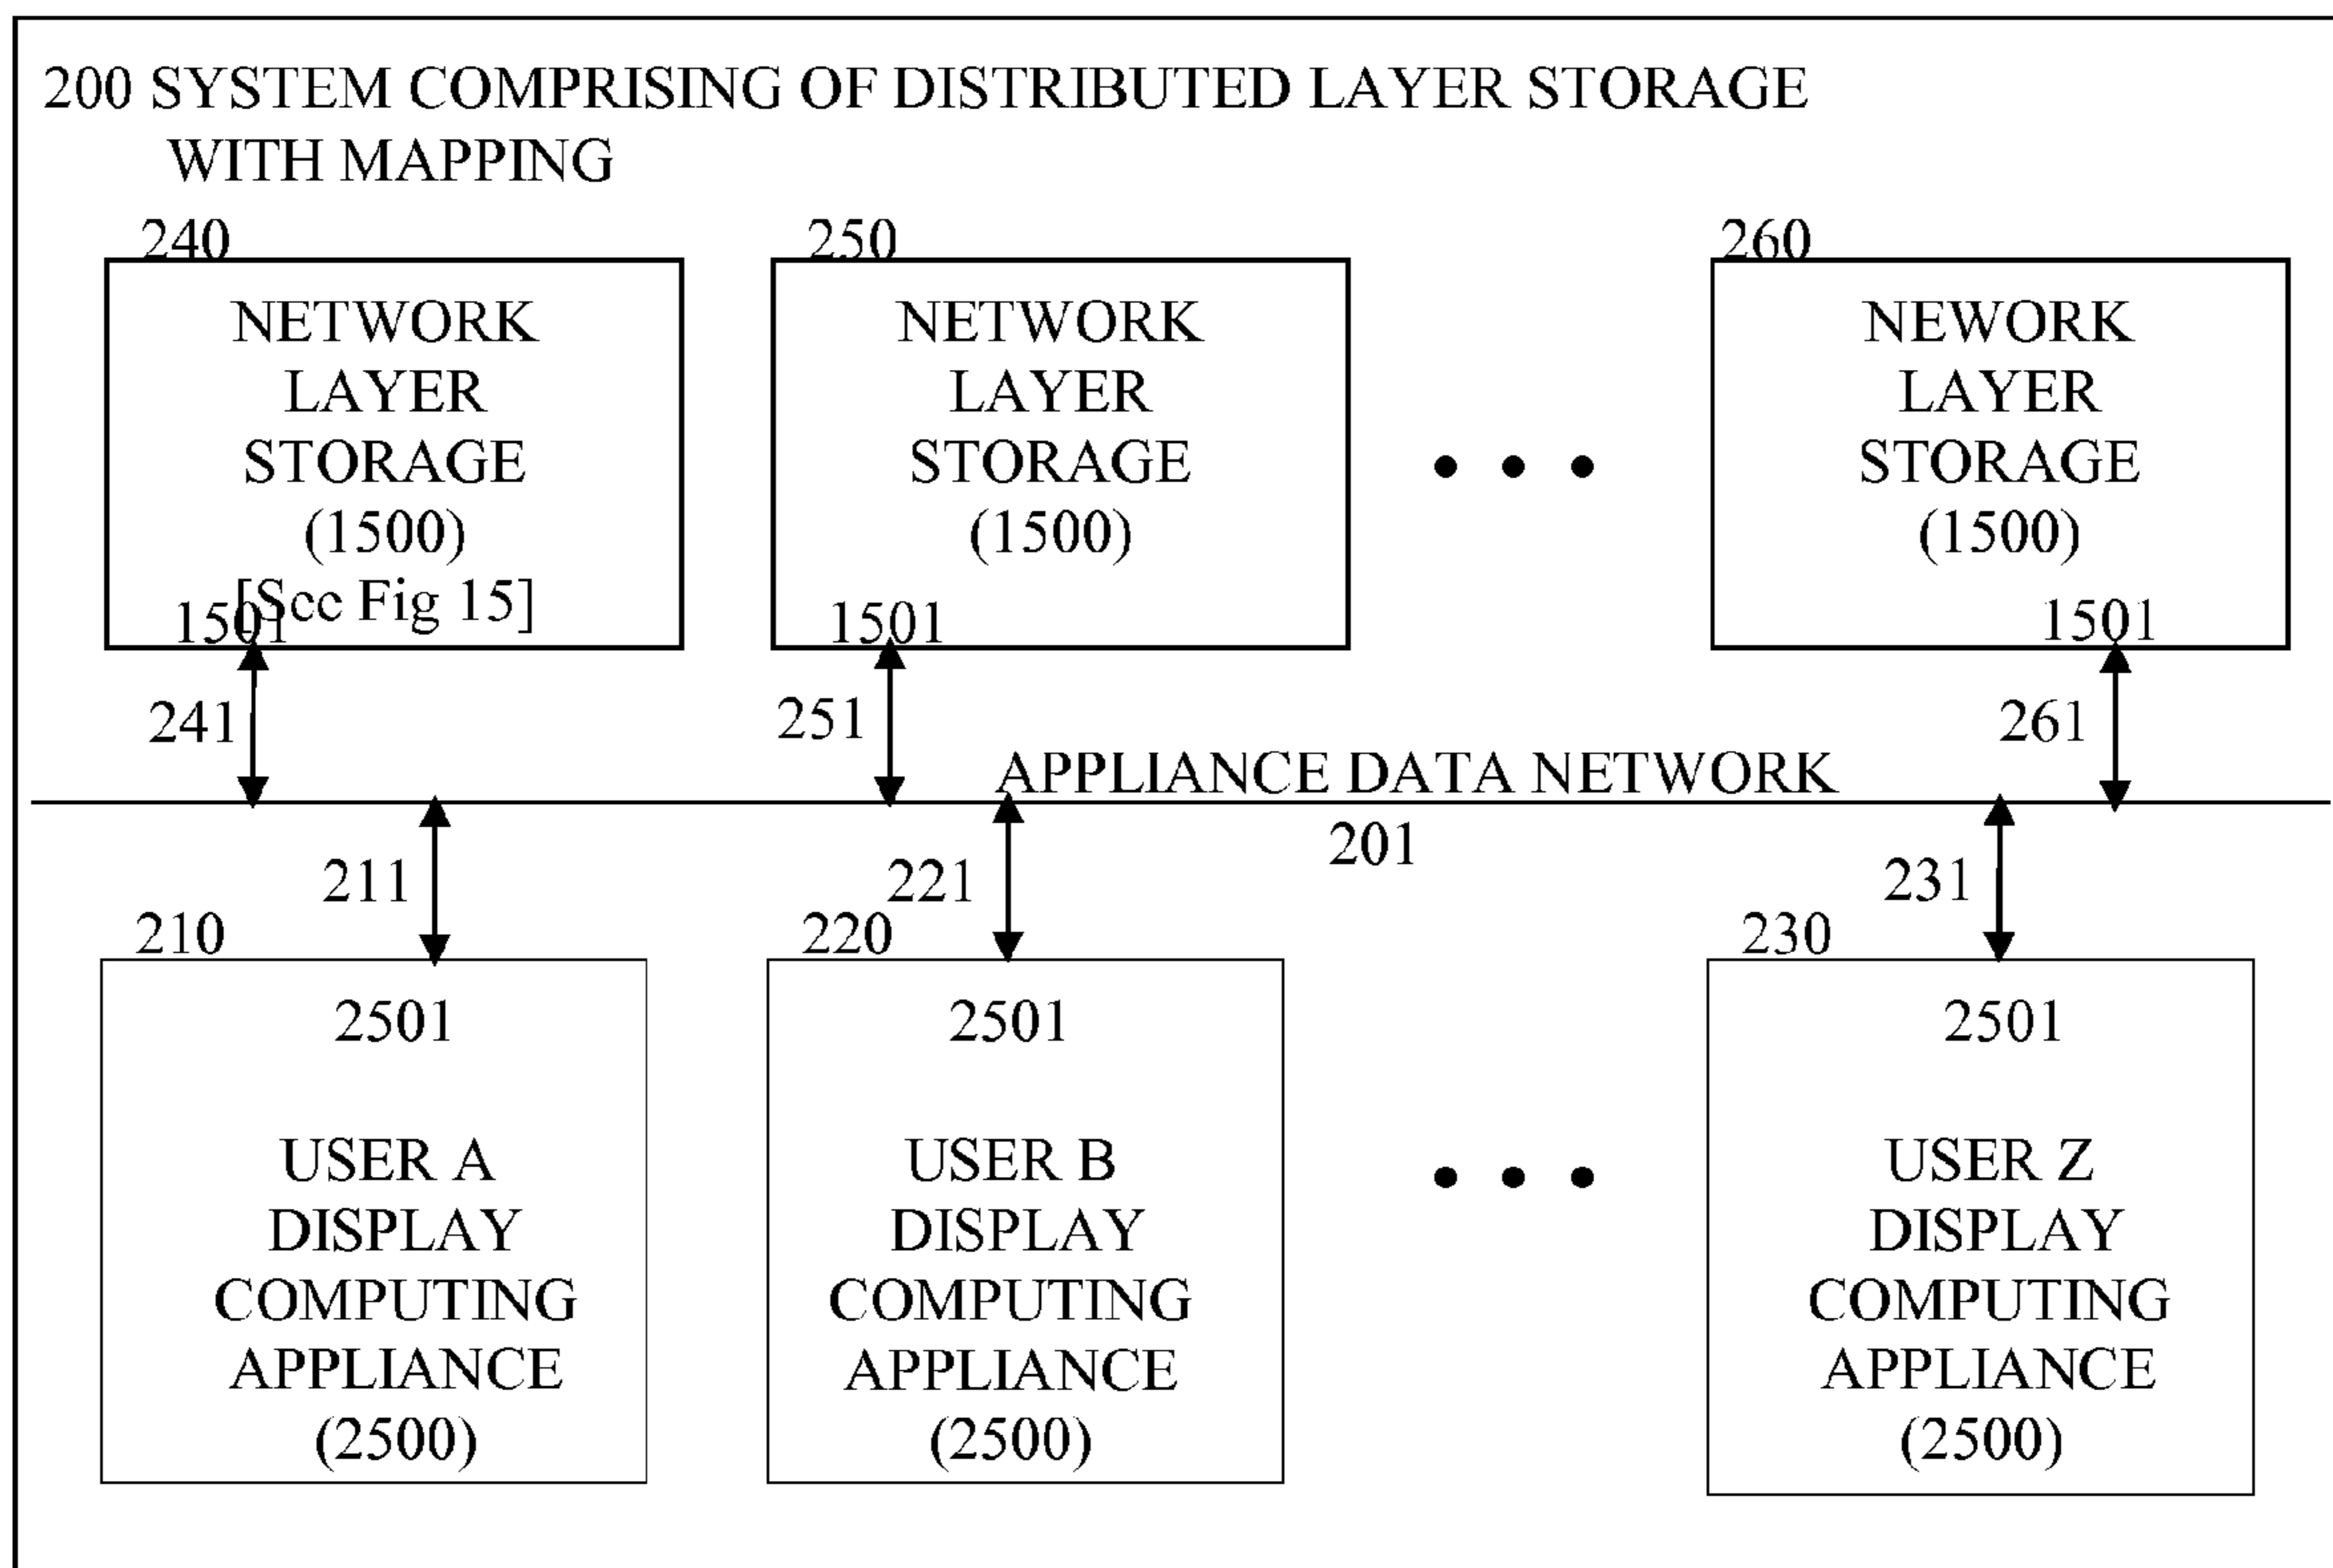 200 SYSTEM COMPRISING OF DISTRIBUTED LAYER STORAGE
WITH MAPPING
240
NETWORK
LAYER
STORAGE
(1500)
[See Fig 15]
1501
250
NETWORK
LAYER
STORAGE
(1500)
1501
• • •
260
NEWORK
LAYER
STORAGE
(1500)
1501
241
251
261
APPLIANCE DATA NETWORK
201
211
221
231
210
2501
USER A
DISPLAY
COMPUTING
APPLIANCE
(2500)
220
2501
USER B
DISPLAY
COMPUTING
APPLIANCE
(2500)
• • •
230
2501
USER Z
DISPLAY
COMPUTING
APPLIANCE
(2500)